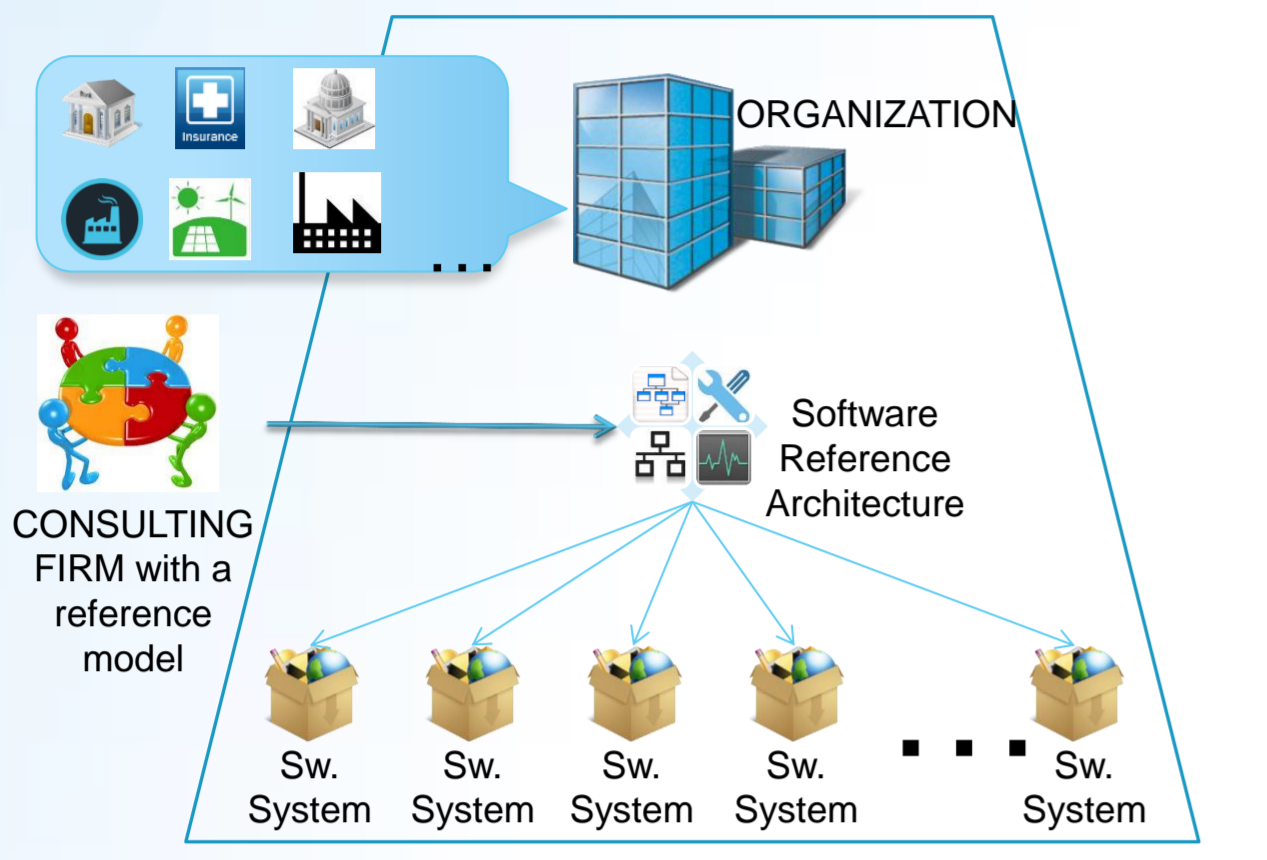 Insurance
ORGANIZATION
...
Software
Reference
Architecture
CONSULTING
FIRM with a
reference
model
...
Sw.
System
Sw.
System
Sw.
System
Sw.
System
Sw.
System